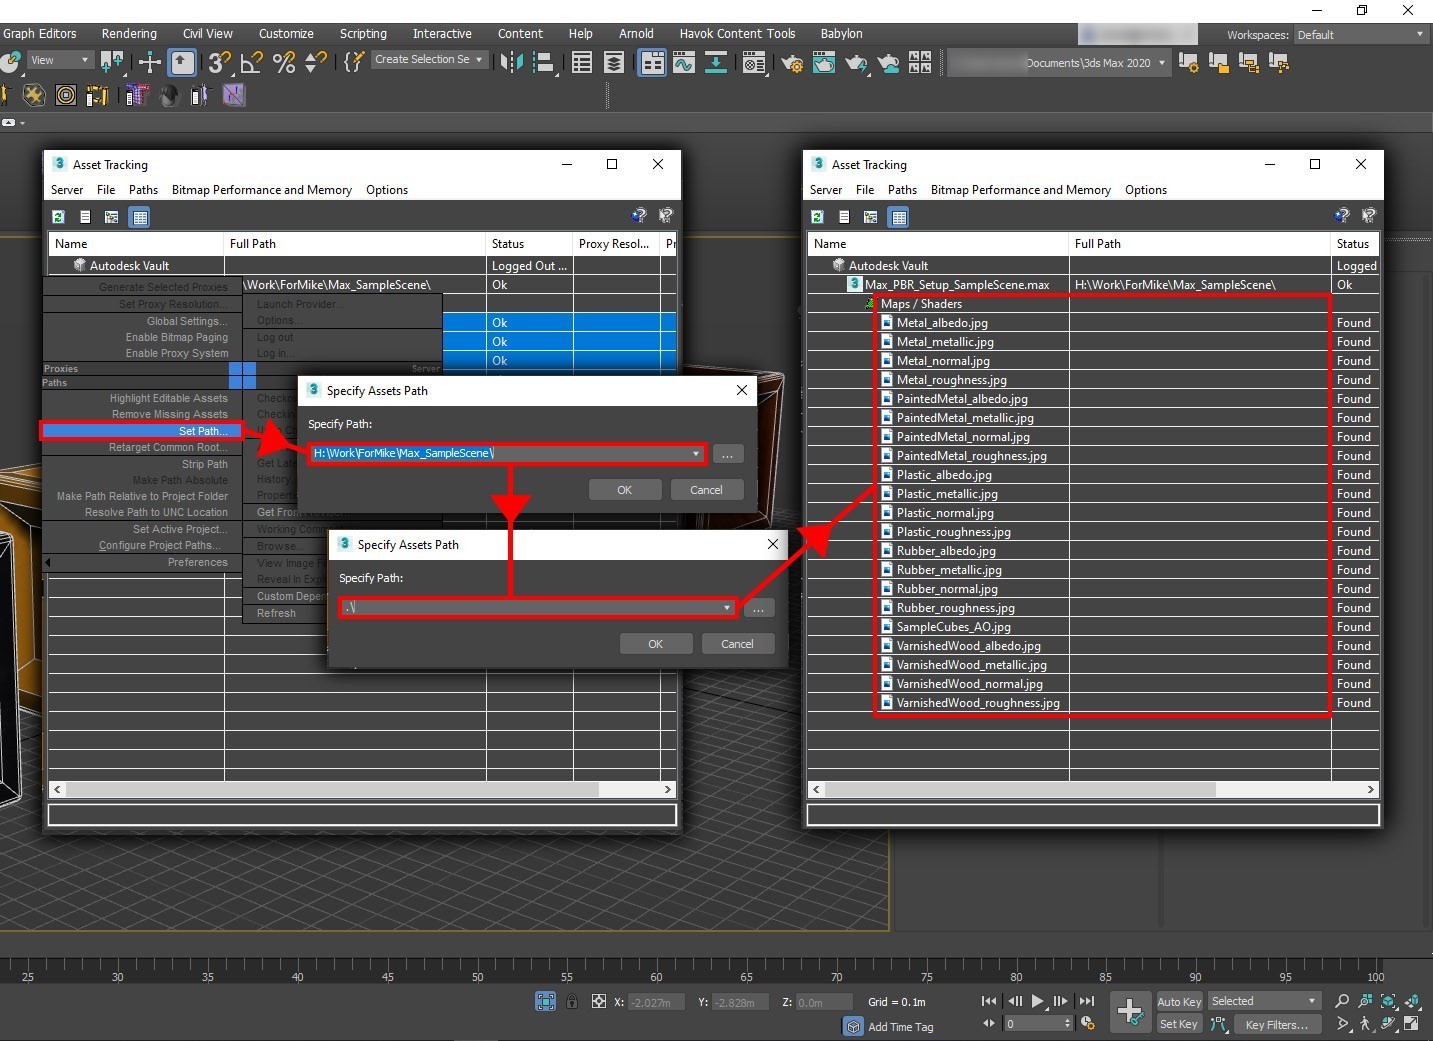 Graph Editors Rendering Civil View Customize Scripting Interactive Content Help Arnold Havok Content Tools Babylon
Workspaces: Default
View
Create Selection Se
Documents\3ds Max 2020
Asset Tracking
Server File Paths Bitmap Performance and Memory Options
Name Full Path Status Proxy Resol... Pr
Autodesk Vault Logged Out ...
\Work\ForMike\Max_SampleScene\ Ok
Ok
Ok
Ok
Generate Selected Proxies
Set Proxy Resolution...
Global Settings...
Enable Bitmap Paging
Enable Proxy System
Proxies
Paths
Highlight Editable Assets
Remove Missing Assets
Set Path...
Retarget Common Root...
Strip Path
Make Path Absolute
Make Path Relative to Project Folder
Resolve Path to UNC Location
Set Active Project...
Configure Project Paths...
Preferences
Launch Provider...
Options...
Log out
Log in...
Server
Get Lat
History
Propert
Get From
Working Com
Browse...
View Image Fi
Reveal In Expl
Custom Depen
Refresh
Specify Assets Path
Specify Path:
H:\Work\ForMike\Max_SampleScene\
...
OK Cancel
Specify Assets Path
Specify Path:
.\
...
OK Cancel
Asset Tracking
Server File Paths Bitmap Performance and Memory Options
Name Full Path Status
Autodesk Vault Logged
Max_PBR_Setup_SampleScene.max H:\Work\ForMike\Max_SampleScene\ Ok
Maps / Shaders
Metal_albedo.jpg Found
Metal_metallic.jpg Found
Metal_normal.jpg Found
Metal_roughness.jpg Found
PaintedMetal_albedo.jpg Found
PaintedMetal_metallic.jpg Found
PaintedMetal_normal.jpg Found
PaintedMetal_roughness.jpg Found
Plastic_albedo.jpg Found
Plastic_metallic.jpg Found
Plastic_normal.jpg Found
Plastic_roughness.jpg Found
Rubber_albedo.jpg Found
Rubber_metallic.jpg Found
Rubber_normal.jpg Found
Rubber_roughness.jpg Found
SampleCubes_AO.jpg Found
VarnishedWood_albedo.jpg Found
VarnishedWood_metallic.jpg Found
VarnishedWood_normal.jpg Found
VarnishedWood_roughness.jpg Found
25 30 35 40 45 50 55 60 65 70 75 80 85 90 95 100
X: -2.027m Y: -2.828m Z: 0.0m Grid = 0.1m
Auto Key Selected
Add Time Tag
0
Set Key Key Filters...